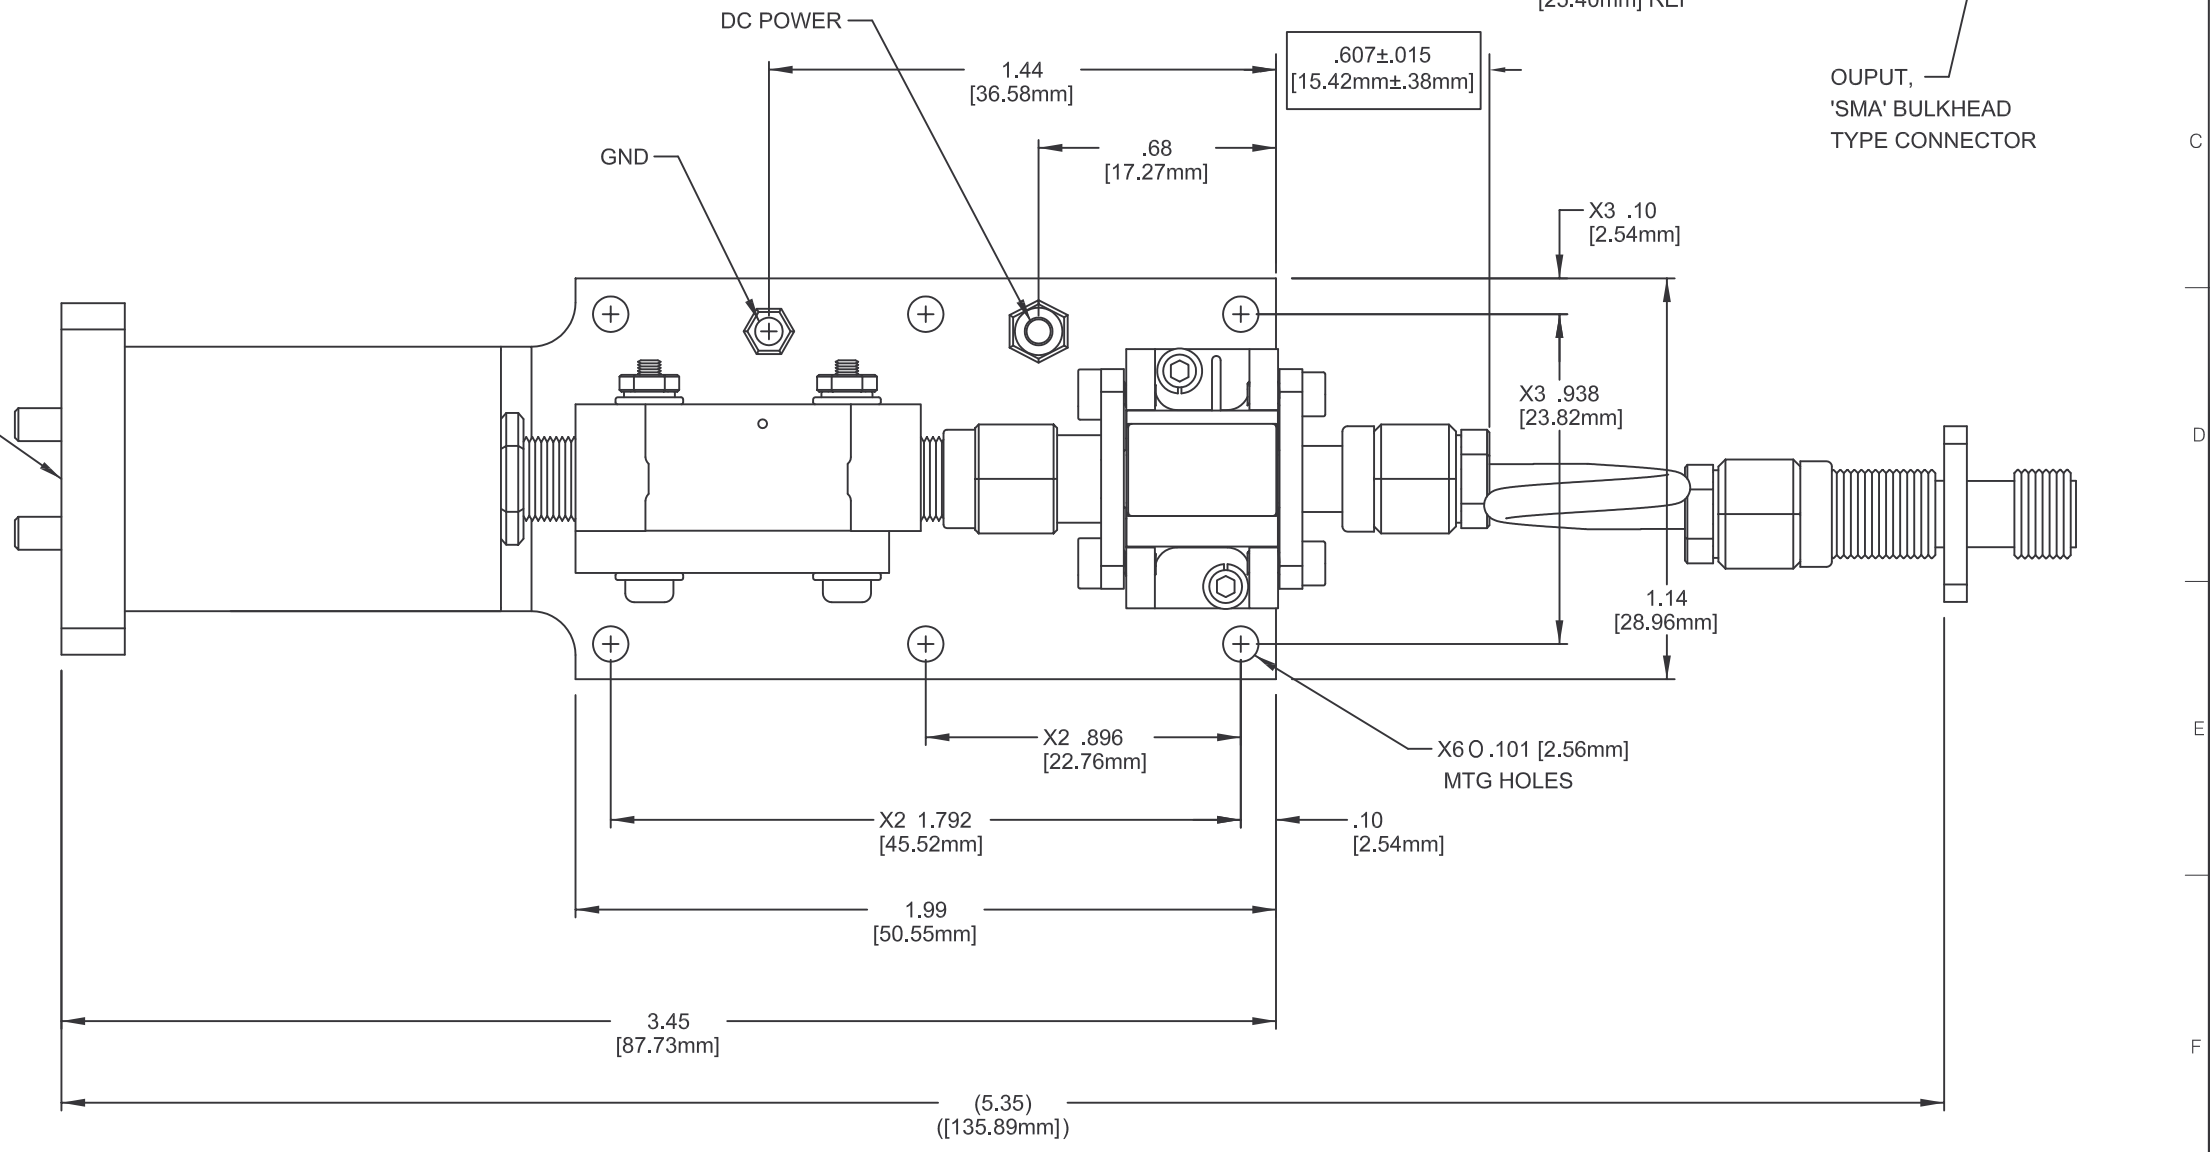 [25.40mm] REF
DC POWER
.607±.015
[15.42mm±.38mm]
1.44
[36.58mm]
OUPUT,
'SMA' BULKHEAD
TYPE CONNECTOR
C
GND
.68
[17.27mm]
X3 .10
[2.54mm]
X3 .938
[23.82mm]
D
1.14
[28.96mm]
X2 .896
[22.76mm]
X6 O .101 [2.56mm]
MTG HOLES
E
X2 1.792
[45.52mm]
.10
[2.54mm]
1.99
[50.55mm]
3.45
[87.73mm]
F
(5.35)
([135.89mm])